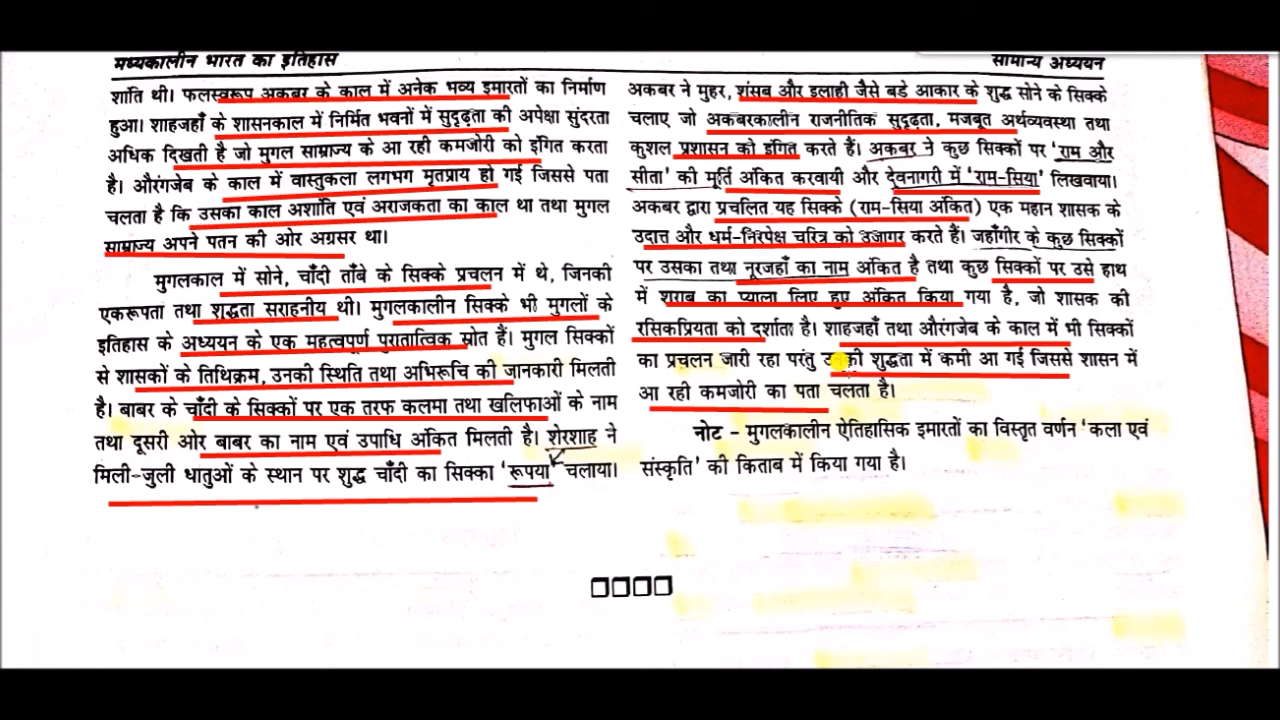 मध्यकालीन भारत का इतिहास
सामान्य अध्ययन
शांति थी। फलस्वरूप अकबर के काल में अनेक भव्य इमारतों का निर्माण
हुआ। शाहजहाँ के शासनकाल में निर्मित भवनों में सुदृढ़ता की अपेक्षा सुंदरता
अधिक दिखती है जो मुगल साम्राज्य के आ रही कमजोरी को इंगित करता
है। औरंगजेब के काल में वास्तुकला लगभग मृतप्राय हो गई जिससे पता
चलता है कि उसका काल अशांति एवं अराजकता का काल था तथा मुगल
साम्राज्य अपने पतन की ओर अग्रसर था।
मुगलकाल में सोने, चाँदी ताँबे के सिक्के प्रचलन में थे, जिनकी
एकरूपता तथा शुद्धता सराहनीय थी। मुगलकालीन सिक्के भी मुगलों के
इतिहास के अध्ययन के एक महत्वपूर्ण पुरातात्विक स्रोत हैं। मुगल सिक्कों
से शासकों के तिथिक्रम, उनकी स्थिति तथा अभिरूचि की जानकारी मिलती
है। बाबर के चाँदी के सिक्कों पर एक तरफ कलमा तथा खलिफाओं के नाम
तथा दूसरी ओर बाबर का नाम एवं उपाधि अंकित मिलती है। शेरशाह ने
मिली-जुली धातुओं के स्थान पर शुद्ध चाँदी का सिक्का 'रूपया' चलाया।
अकबर ने मुहर, शंसब और इलाही जैसे बडे आकार के शुद्ध सोने के सिक्के
चलाए जो अकबरकालीन राजनीतिक सुदृढ़ता, मजबूत अर्थव्यवस्था तथा
कुशल प्रशासन को इंगित करते हैं। अकबर ने कुछ सिक्कों पर 'राम और
सीता' की मूर्ति अंकित करवायी और देवनागरी में 'राम-सिया' लिखवाया।
अकबर द्वारा प्रचलित यह सिक्के (राम-सिया अंकित) एक महान शासक के
उदात्त और धर्म-निरपेक्ष चरित्र को उजागर करते हैं। जहाँगीर के कुछ सिक्कों
पर उसका तथा नूरजहाँ का नाम अंकित है तथा कुछ सिक्कों पर उसे हाथ
में शराब का प्याला लिए हुए अंकित किया गया है, जो शासक की
रसिकप्रियता को दर्शाता है। शाहजहाँ तथा औरंगजेब के काल में भी सिक्कों
का प्रचलन जारी रहा परंतु उनकी शुद्धता में कमी आ गई जिससे शासन में
आ रही कमजोरी का पता चलता है।
नोट – मुगलकालीन ऐतिहासिक इमारतों का विस्तृत वर्णन 'कला एवं
संस्कृति' की किताब में किया गया है।